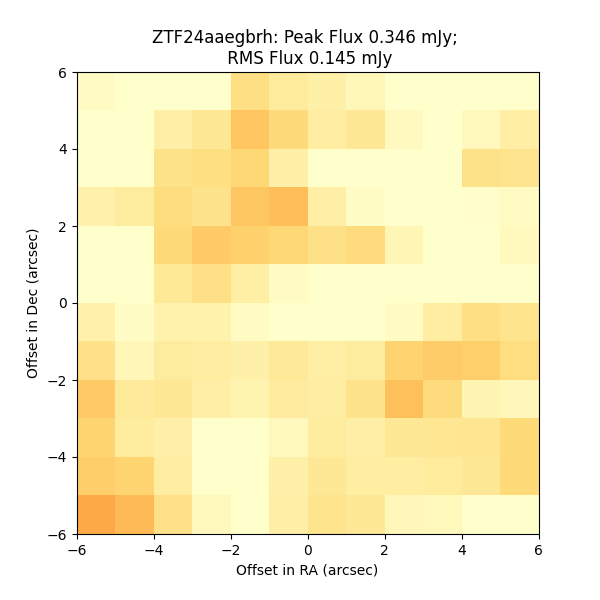 ZTF24aaegbrh: Peak Flux 0.346 mJy;
RMS Flux 0.145 mJy
6
4
2
0
−2
−4
−6
Offset in Dec (arcsec)
−6 −4 −2 0 2 4 6
Offset in RA (arcsec)